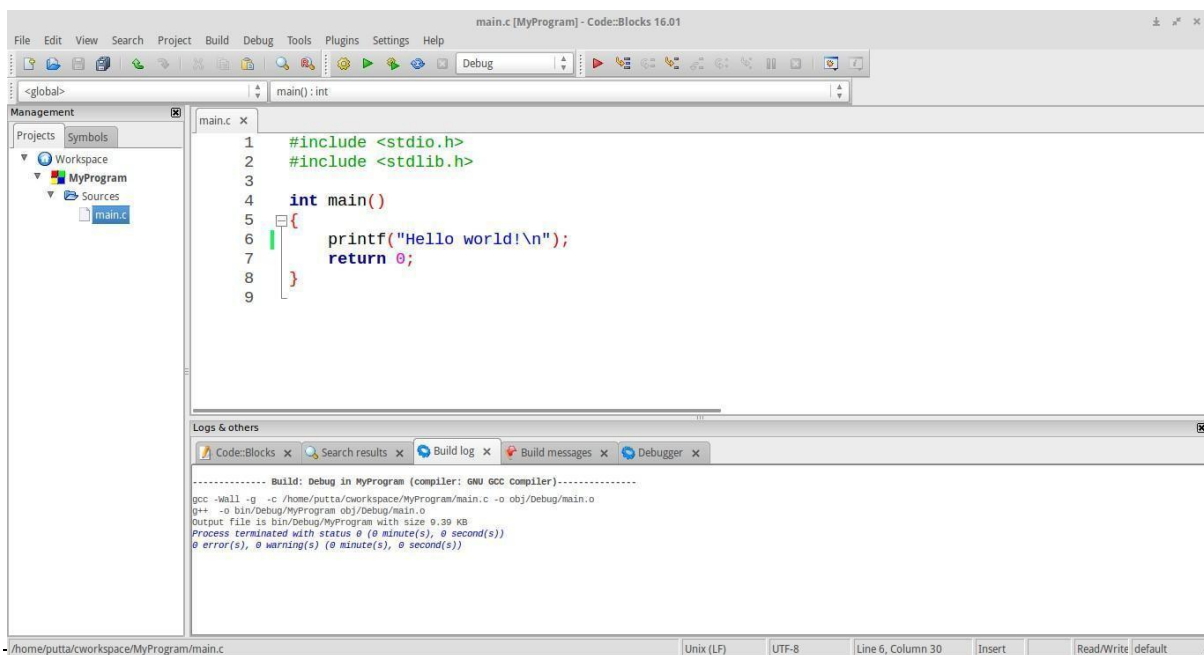 main.c [MyProgram] - Code::Blocks 16.01
File Edit View Search Project Build Debug Tools Plugins Settings Help
Debug
<global> main() : int
Management
Projects Symbols
Workspace
MyProgram
Sources
main.c
main.c
1 #include <stdio.h>
2 #include <stdlib.h>
3
4 int main()
5 {
6 printf("Hello world!\n");
7 return 0;
8 }
9
Logs & others
Code::Blocks Search results Build log Build messages Debugger
-------------- Build: Debug in MyProgram (compiler: GNU GCC Compiler)---------------
gcc -Wall -g -c /home/putta/cworkspace/MyProgram/main.c -o obj/Debug/main.o
g++ -o bin/Debug/MyProgram obj/Debug/main.o
Output file is bin/Debug/MyProgram with size 9.39 KB
Process terminated with status 0 (0 minute(s), 0 second(s))
0 error(s), 0 warning(s) (0 minute(s), 0 second(s))
/home/putta/cworkspace/MyProgram/main.c Unix (LF) UTF-8 Line 6, Column 30 Insert Read/Write default